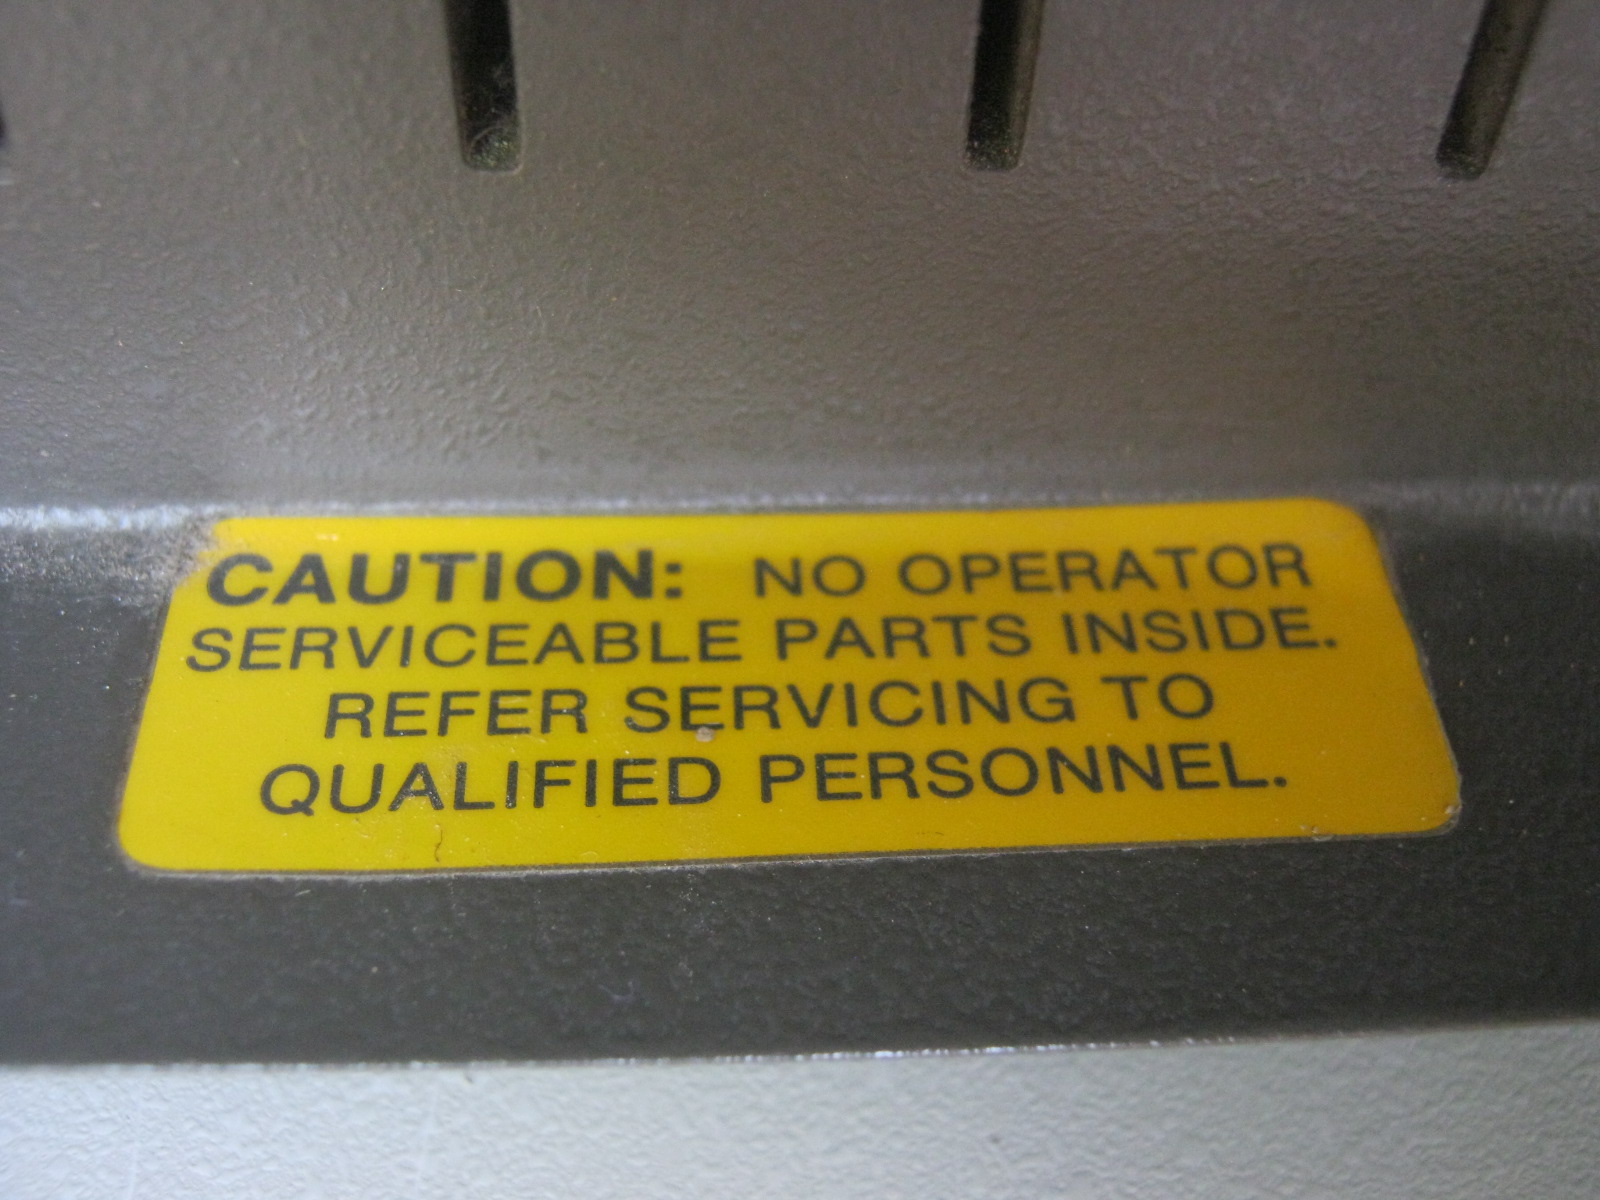 CAUTION: NO OPERATOR
SERVICEABLE PARTS INSIDE.
REFER SERVICING TO
QUALIFIED PERSONNEL.